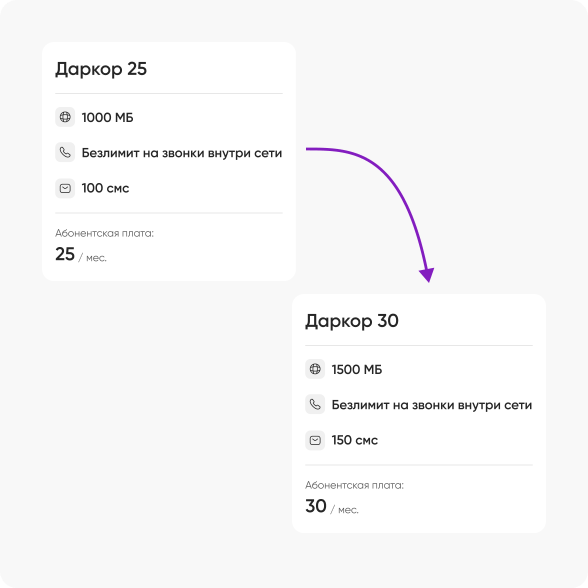 Даркор 25
1000 МБ
Безлимит на звонки внутри сети
100 смс
Абонентская плата:
25 / мес.
Даркор 30
1500 МБ
Безлимит на звонки внутри сети
150 смс
Абонентская плата:
30 / мес.